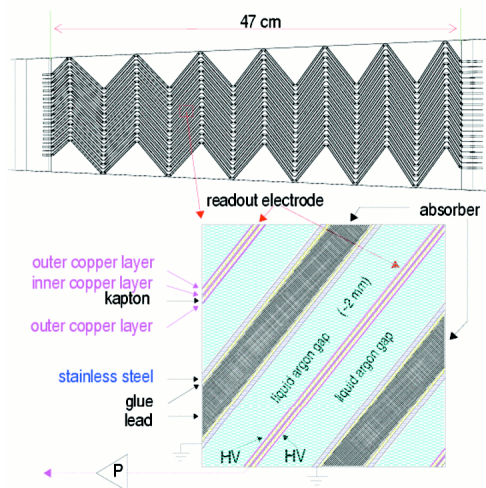 47 cm
readout electrode
absorber
outer copper layer
inner copper layer
kapton
outer copper layer
(~2 mm)
liquid argon gap
liquid argon gap
stainless steel
glue
lead
HV
HV
P